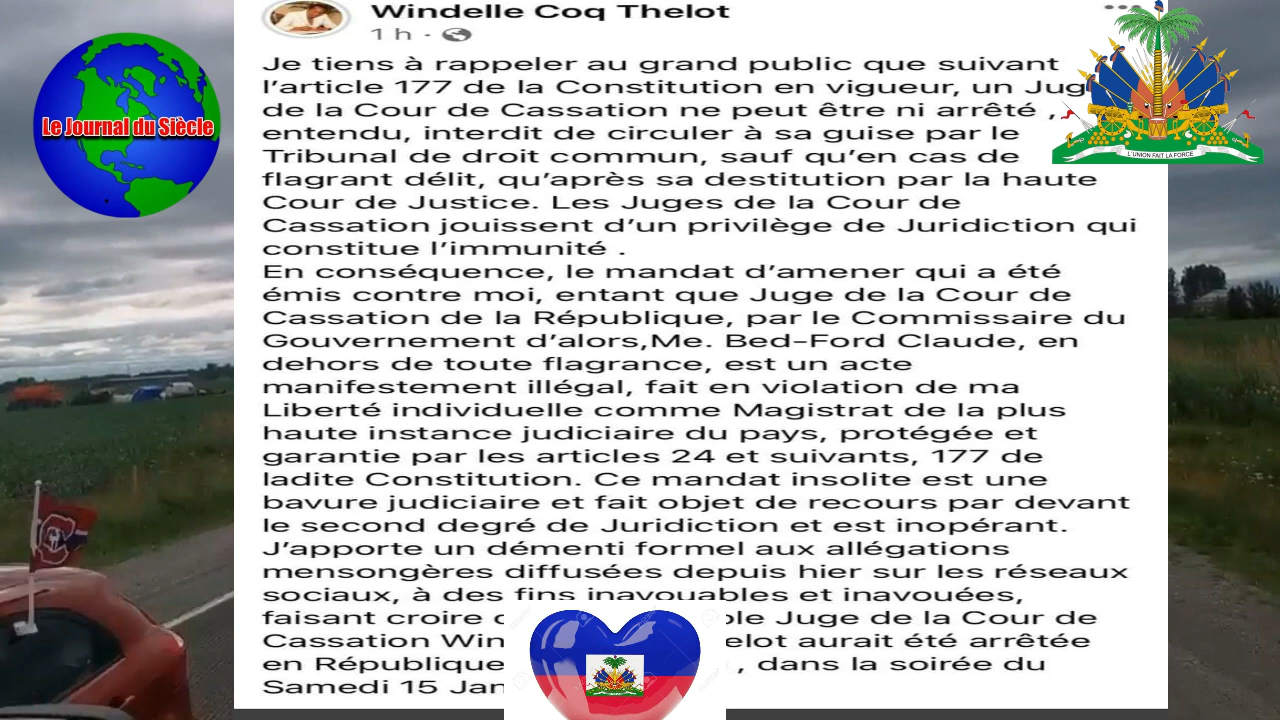 Windelle Coq Thelot
1 h ·
Je tiens à rappeler au grand public que suivant
l'article 177 de la Constitution en vigueur, un
de la Cour de Cassation ne peut être ni arrêté ,
entendu, interdit de circuler à sa guise par le
Tribunal de droit commun, sauf qu'en cas de
flagrant délit, qu'après sa destitution par la haute
Cour de Justice. Les Juges de la Cour de
Cassation jouissent d'un privilège de Juridiction qui
constitue l'immunité .
En conséquence, le mandat d'amener qui a été
émis contre moi, entant que Juge de la Cour de
Cassation de la République, par le Commissaire du
Gouvernement d'alors,Me. Bed-Ford Claude, en
dehors de toute flagrance, est un acte
manifestement illégal, fait en violation de ma
Liberté individuelle comme Magistrat de la plus
haute instance judiciaire du pays, protégée et
garantie par les articles 24 et suivants, 177 de
ladite Constitution. Ce mandat insolite est une
bavure judiciaire et fait objet de recours par devant
le second degré de Juridiction et est inopérant.
J'apporte un démenti formel aux allégations
mensongères diffusées depuis hier sur les réseaux
sociaux, à des fins inavouables et inavouées,
faisant croire Juge de la Cour de
Cassation aurait été arrêtée
en République , dans la soirée du
Samedi 15
Le Journal du Siècle
L'UNION FAIT LA FORCE